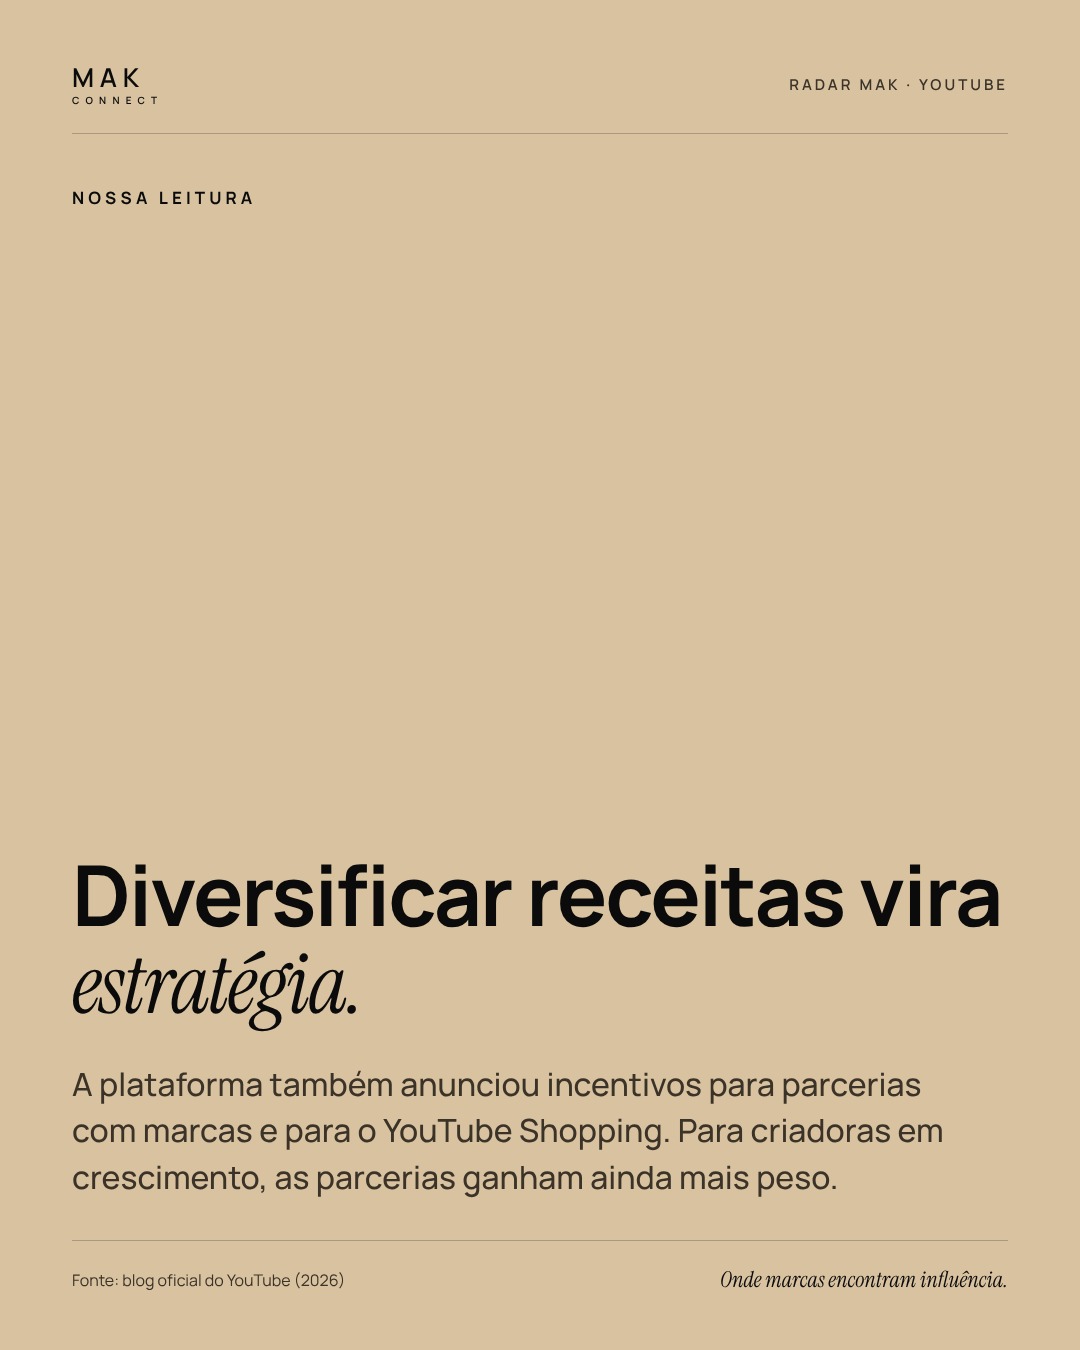 MAK
CONNECT
RADAR MAK · YOUTUBE
NOSSA LEITURA
Diversificar receitas vira
estratégia.
A plataforma também anunciou incentivos para parcerias
com marcas e para o YouTube Shopping. Para criadoras em
crescimento, as parcerias ganham ainda mais peso.
Fonte: blog oficial do YouTube (2026)
Onde marcas encontram influência.